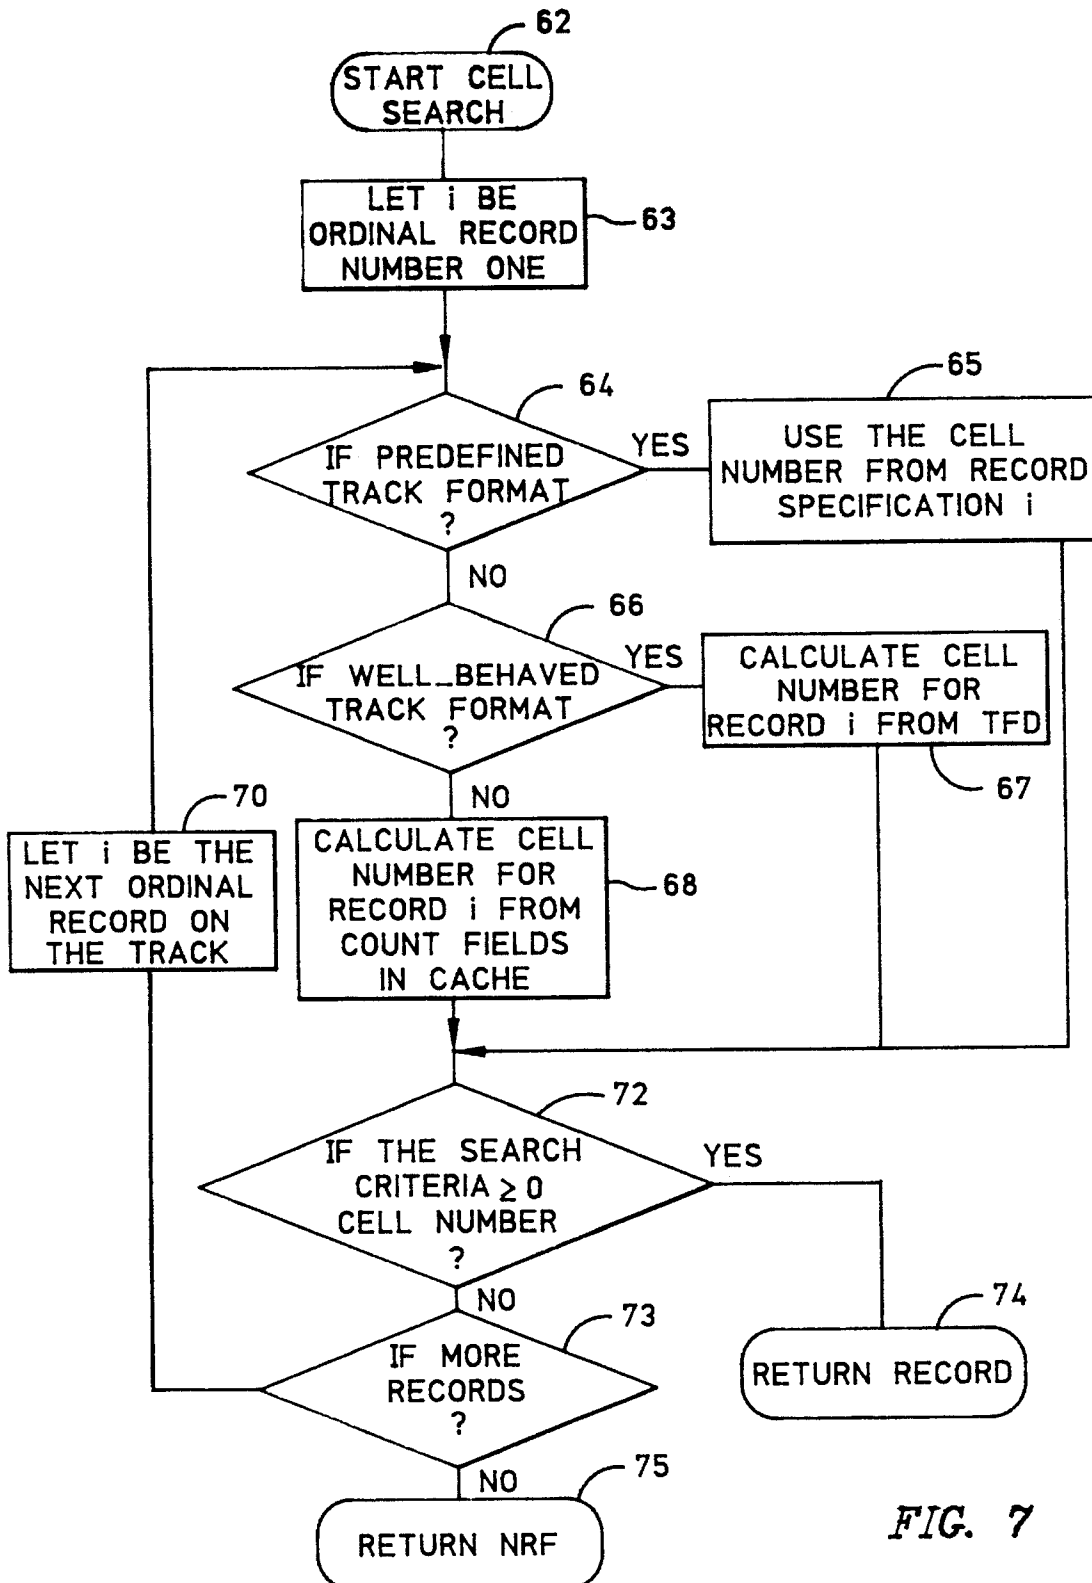 62
START CELL
SEARCH
LET i BE
ORDINAL RECORD
NUMBER ONE
63
64
IF PREDEFINED
TRACK FORMAT
?
YES
65
USE THE CELL
NUMBER FROM RECORD
SPECIFICATION i
NO
66
IF WELL_BEHAVED
TRACK FORMAT
?
YES
CALCULATE CELL
NUMBER FOR
RECORD i FROM TFD
67
NO
70
LET i BE THE
NEXT ORDINAL
RECORD ON
THE TRACK
CALCULATE CELL
NUMBER FOR
RECORD i FROM
COUNT FIELDS
IN CACHE
68
72
IF THE SEARCH
CRITERIA ≥ 0
CELL NUMBER
?
YES
NO
73
IF MORE
RECORDS
?
74
RETURN RECORD
NO
75
RETURN NRF
FIG. 7